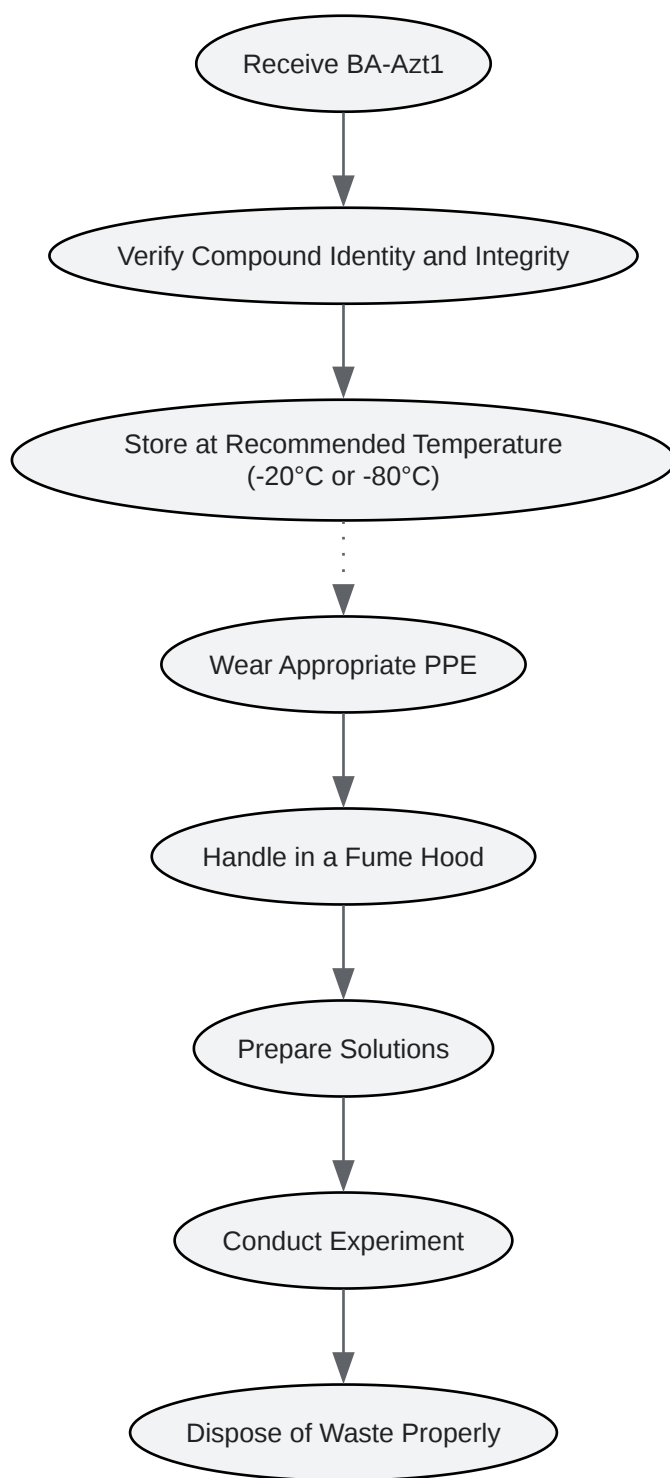 Receive BA-Azt1
Verify Compound Identity and Integrity
Store at Recommended Temperature
(-20°C or -80°C)
Wear Appropriate PPE
Handle in a Fume Hood
Prepare Solutions
Conduct Experiment
Dispose of Waste Properly